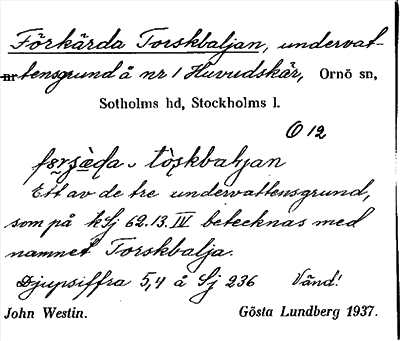 Förkärda Torskbaljan, undervat-
tensgrund å nr 1 Huvudskär, Ornö sn,
Sotholms hd, Stockholms l.
O 12
Ett av de tre undervattensgrund,
som på kSj 62.13.IV betecknas med
namnet Torskbalja.
Djupsiffra 5,4 å Sj 236 Vänd!
John Westin. Gösta Lundberg 1937.